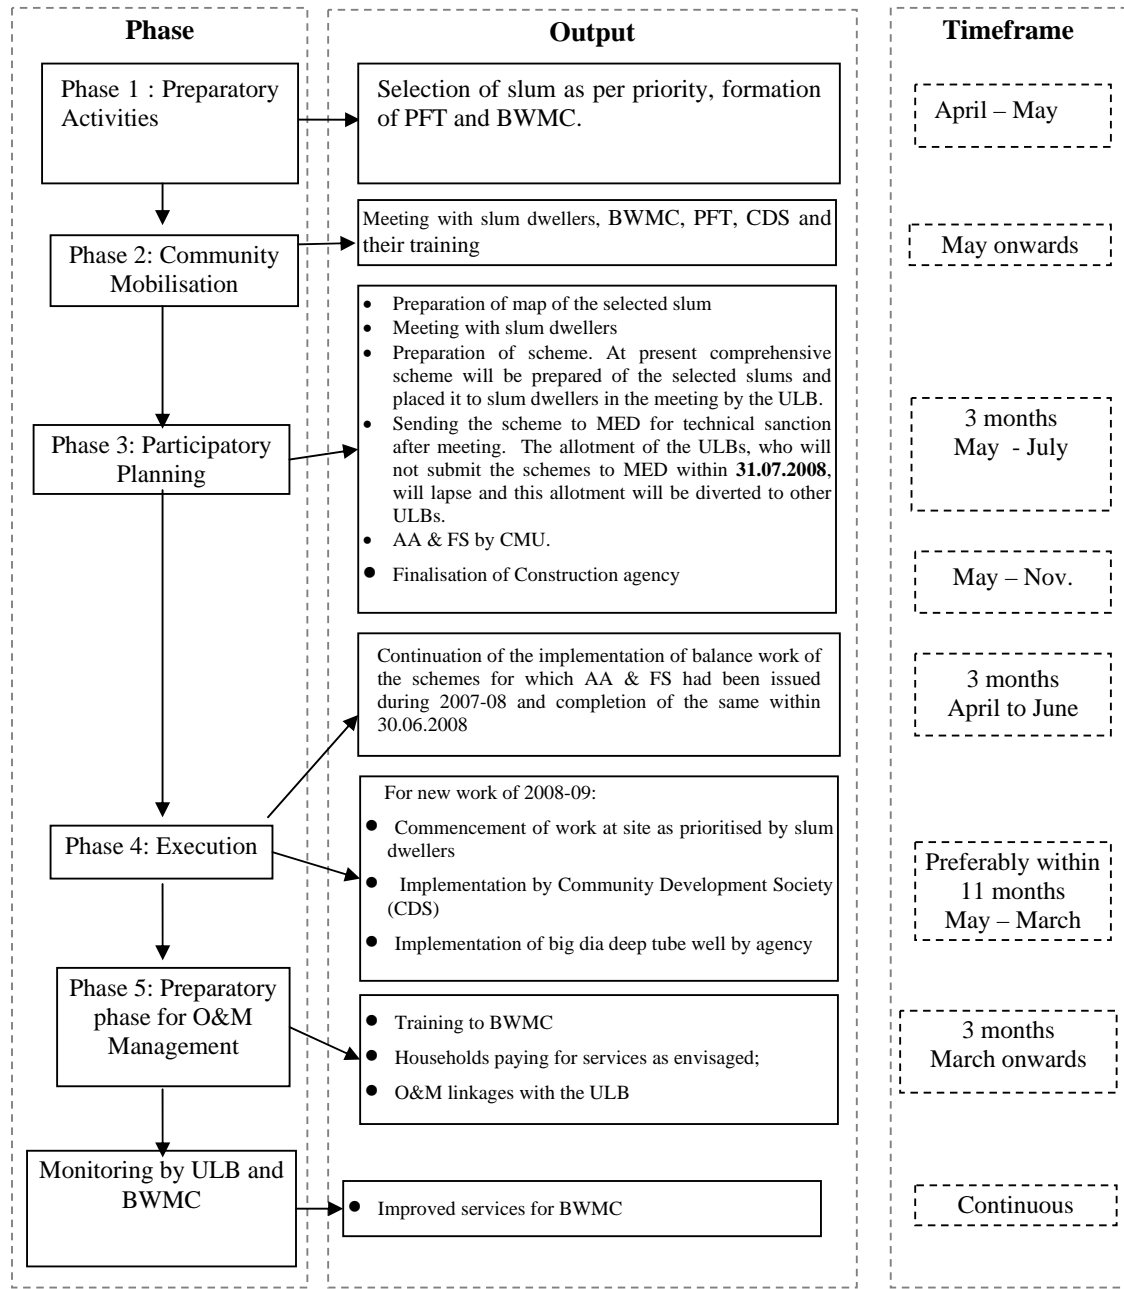 Phase
Output
Timeframe
Phase 1 : Preparatory
Activities
Selection of slum as per priority, formation
of PFT and BWMC.
April – May
Phase 2: Community
Mobilisation
Meeting with slum dwellers, BWMC, PFT, CDS and
their training
May onwards
Phase 3: Participatory
Planning
• Preparation of map of the selected slum
• Meeting with slum dwellers
• Preparation of scheme. At present comprehensive
scheme will be prepared of the selected slums and
placed it to slum dwellers in the meeting by the ULB.
• Sending the scheme to MED for technical sanction
after meeting. The allotment of the ULBs, who will
not submit the schemes to MED within 31.07.2008,
will lapse and this allotment will be diverted to other
ULBs.
• AA & FS by CMU.
• Finalisation of Construction agency
3 months
May - July
May – Nov.
Phase 4: Execution
Continuation of the implementation of balance work of
the schemes for which AA & FS had been issued
during 2007-08 and completion of the same within
30.06.2008
3 months
April to June
For new work of 2008-09:
• Commencement of work at site as prioritised by slum
dwellers
• Implementation by Community Development Society
(CDS)
• Implementation of big dia deep tube well by agency
Preferably within
11 months
May – March
Phase 5: Preparatory
phase for O&M
Management
• Training to BWMC
• Households paying for services as envisaged;
• O&M linkages with the ULB
3 months
March onwards
Monitoring by ULB and
BWMC
• Improved services for BWMC
Continuous